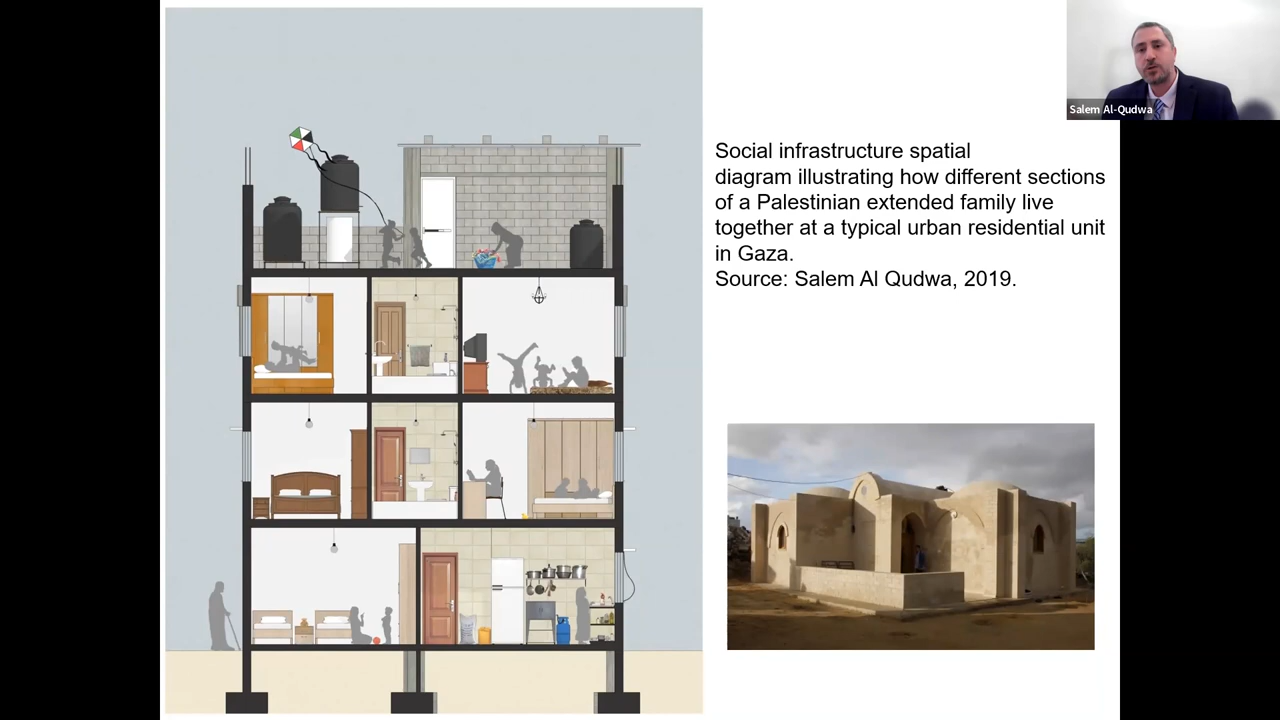 Salem Al-Qudwa
Social infrastructure spatial
diagram illustrating how different sections
of a Palestinian extended family live
together at a typical urban residential unit
in Gaza.
Source: Salem Al Qudwa, 2019.